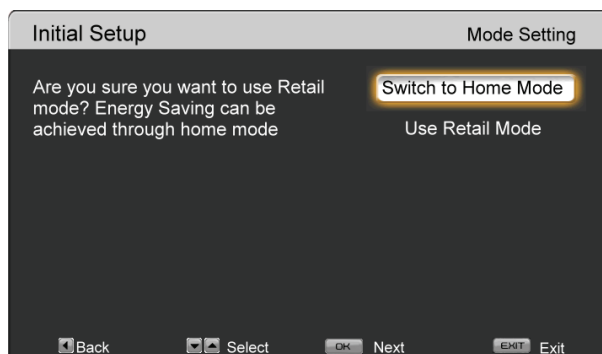 Initial Setup
Mode Setting
Are you sure you want to use Retail
mode? Energy Saving can be
achieved through home mode
Switch to Home Mode
Use Retail Mode
Back
Select
OK Next
EXIT Exit